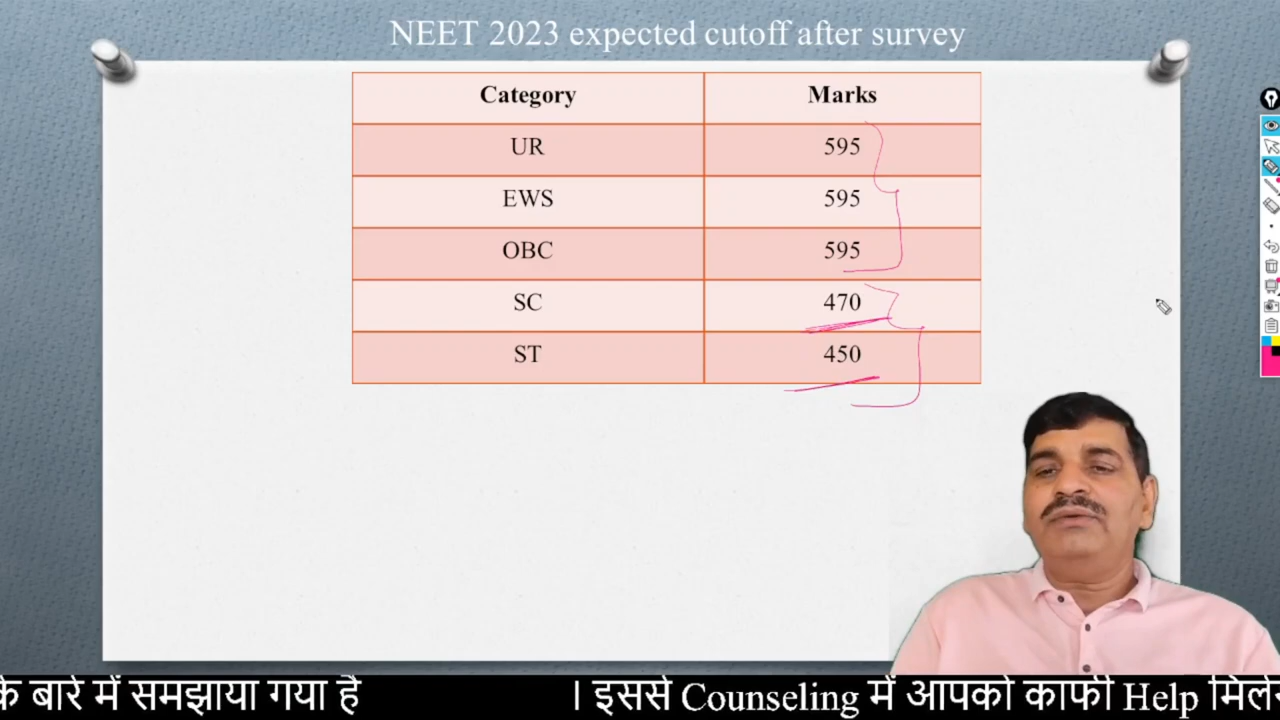 NEET 2023 expected cutoff after survey
Category Marks
UR 595
EWS 595
OBC 595
SC 470
ST 450
के बारे में समझाया गया है । इससे Counseling में आपको काफी Help